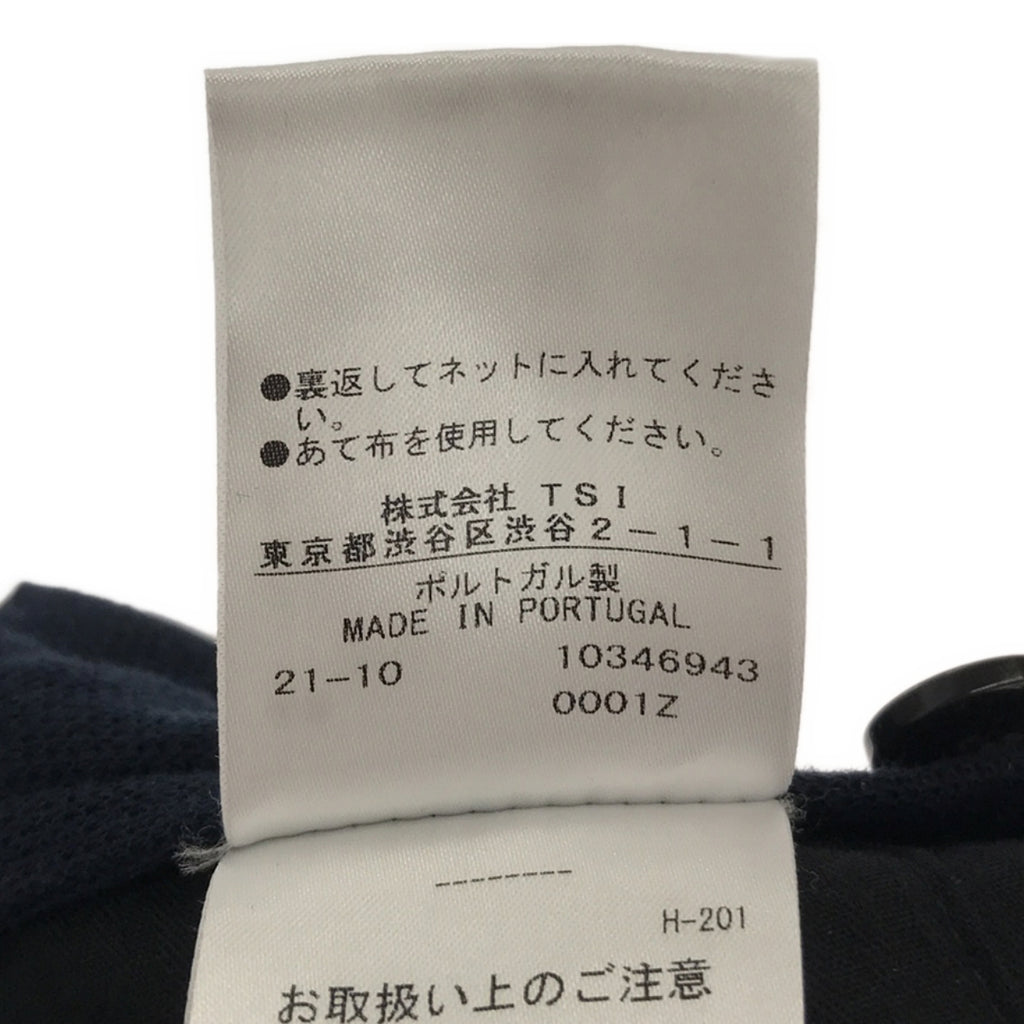 ●裏返してネットに入れてくださ
い。
●あて布を使用してください。
株式会社 TSI
東京都渋谷区渋谷2-1-1
ポルトガル製
MADE IN PORTUGAL
21-10 10346943
0001Z
--------
H-201
お取扱い上のご注意